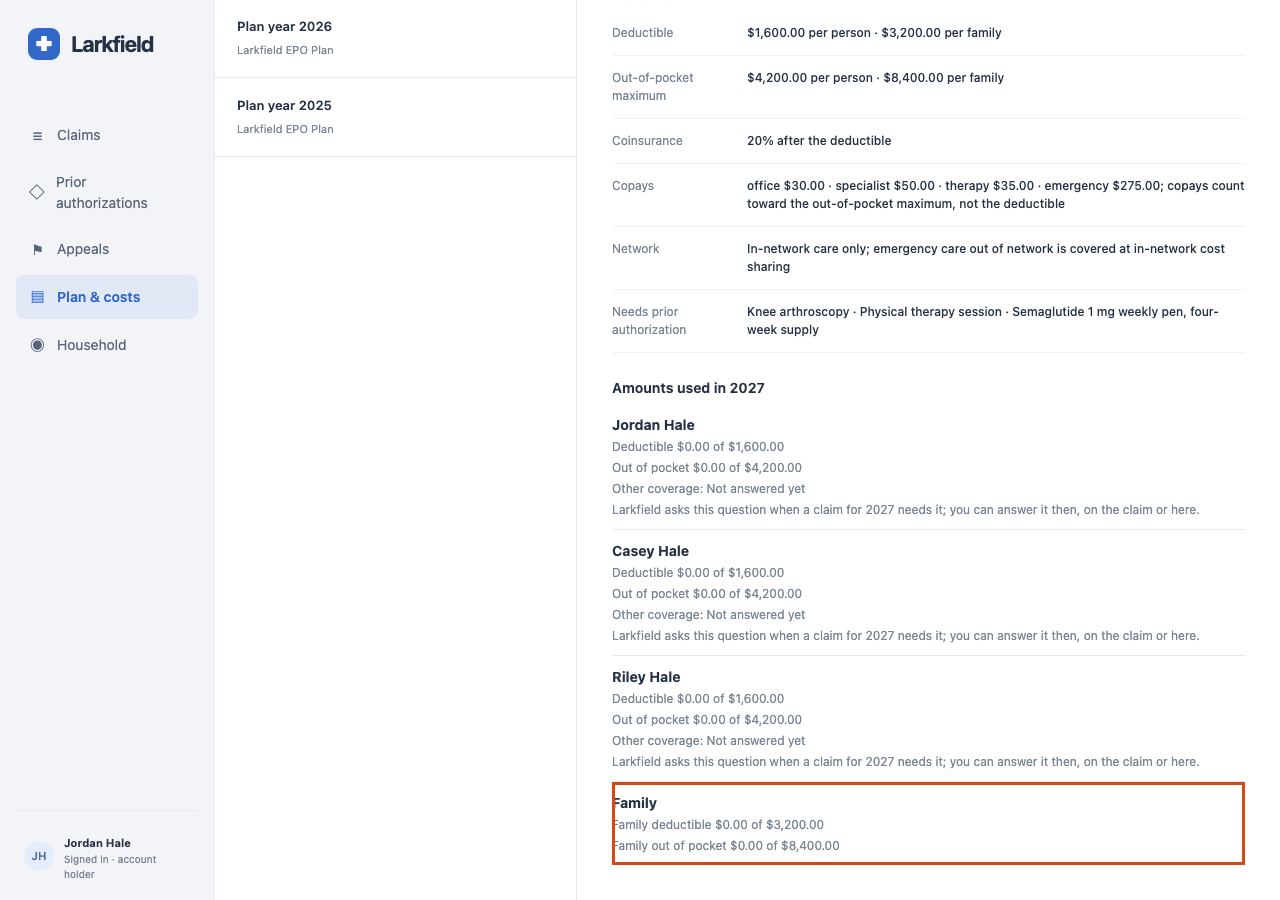 Larkfield
Claims
Prior
authorizations
Appeals
Plan & costs
Household
JH
Jordan Hale
Signed in · account
holder
Plan year 2026
Larkfield EPO Plan
Plan year 2025
Larkfield EPO Plan
Deductible
$1,600.00 per person · $3,200.00 per family
Out-of-pocket
maximum
$4,200.00 per person · $8,400.00 per family
Coinsurance
20% after the deductible
Copays
office $30.00 · specialist $50.00 · therapy $35.00 · emergency $275.00; copays count
toward the out-of-pocket maximum, not the deductible
Network
In-network care only; emergency care out of network is covered at in-network cost
sharing
Needs prior
authorization
Knee arthroscopy · Physical therapy session · Semaglutide 1 mg weekly pen, four-
week supply
Amounts used in 2027
Jordan Hale
Deductible $0.00 of $1,600.00
Out of pocket $0.00 of $4,200.00
Other coverage: Not answered yet
Larkfield asks this question when a claim for 2027 needs it; you can answer it then, on the claim or here.
Casey Hale
Deductible $0.00 of $1,600.00
Out of pocket $0.00 of $4,200.00
Other coverage: Not answered yet
Larkfield asks this question when a claim for 2027 needs it; you can answer it then, on the claim or here.
Riley Hale
Deductible $0.00 of $1,600.00
Out of pocket $0.00 of $4,200.00
Other coverage: Not answered yet
Larkfield asks this question when a claim for 2027 needs it; you can answer it then, on the claim or here.
Family
Family deductible $0.00 of $3,200.00
Family out of pocket $0.00 of $8,400.00